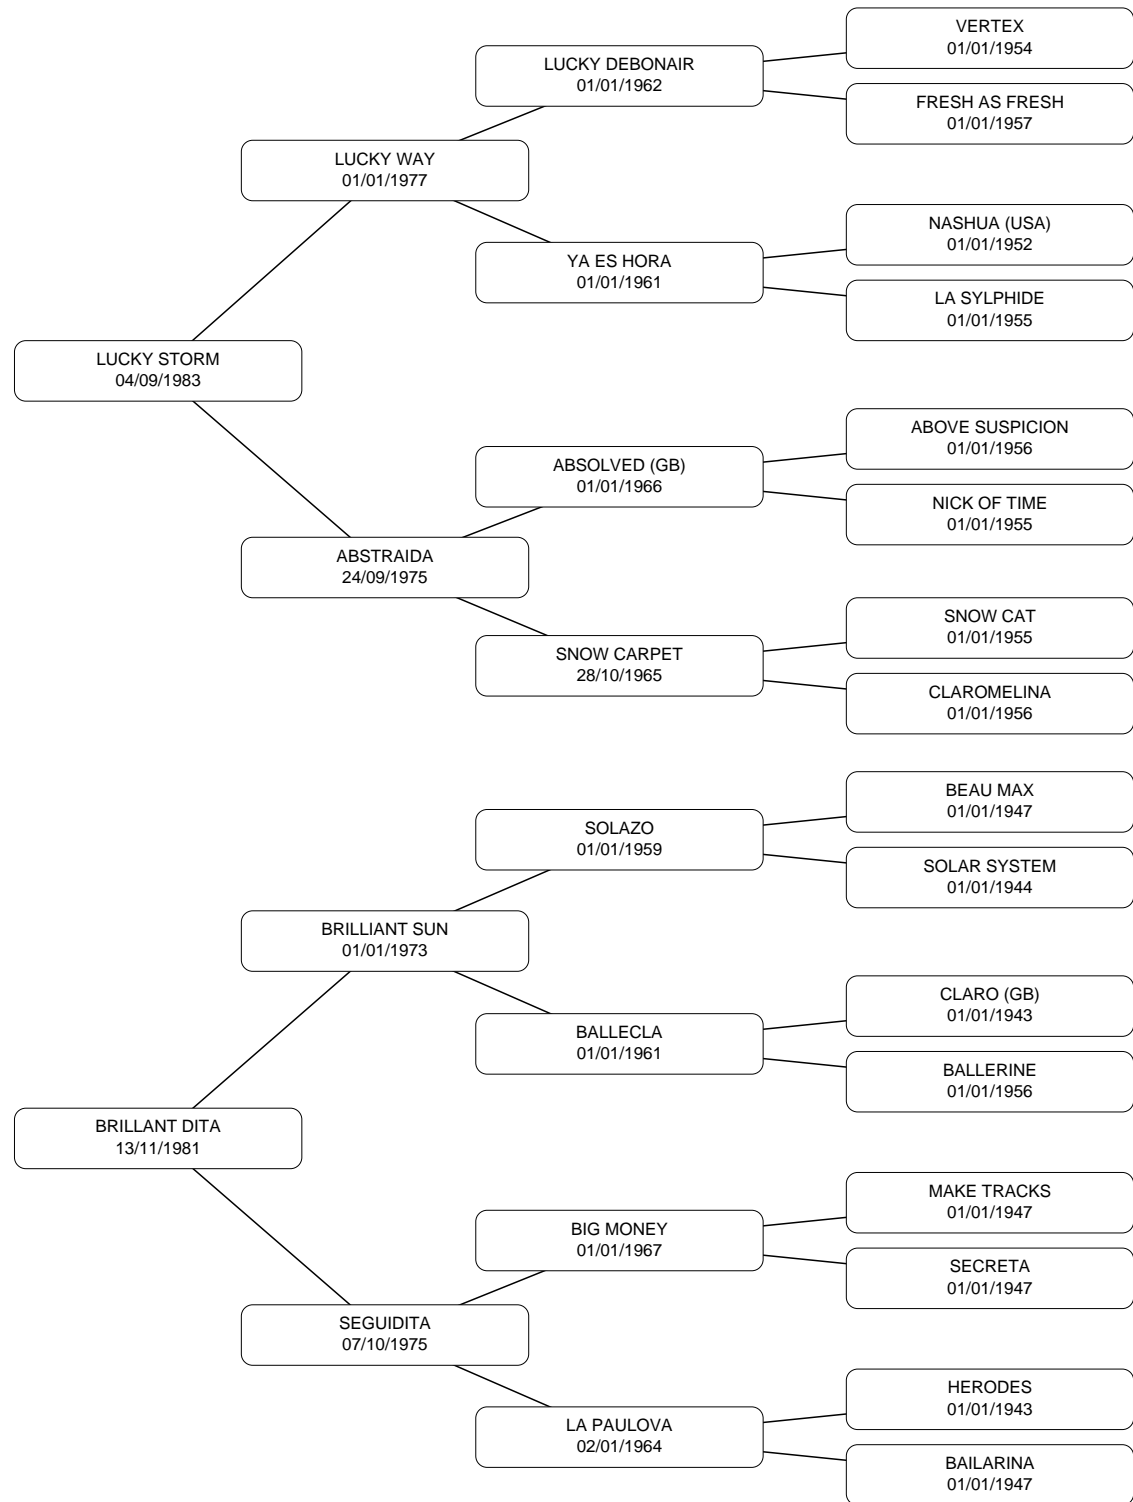 VERTEX
01/01/1954
LUCKY DEBONAIR
01/01/1962
FRESH AS FRESH
01/01/1957
LUCKY WAY
01/01/1977
NASHUA (USA)
01/01/1952
YA ES HORA
01/01/1961
LA SYLPHIDE
01/01/1955
LUCKY STORM
04/09/1983
ABOVE SUSPICION
01/01/1956
ABSOLVED (GB)
01/01/1966
NICK OF TIME
01/01/1955
ABSTRAIDA
24/09/1975
SNOW CAT
01/01/1955
SNOW CARPET
28/10/1965
CLAROMELINA
01/01/1956
BEAU MAX
01/01/1947
SOLAZO
01/01/1959
SOLAR SYSTEM
01/01/1944
BRILLIANT SUN
01/01/1973
CLARO (GB)
01/01/1943
BALLECLA
01/01/1961
BALLERINE
01/01/1956
BRILLANT DITA
13/11/1981
MAKE TRACKS
01/01/1947
BIG MONEY
01/01/1967
SECRETA
01/01/1947
SEGUIDITA
07/10/1975
HERODES
01/01/1943
LA PAULOVA
02/01/1964
BAILARINA
01/01/1947